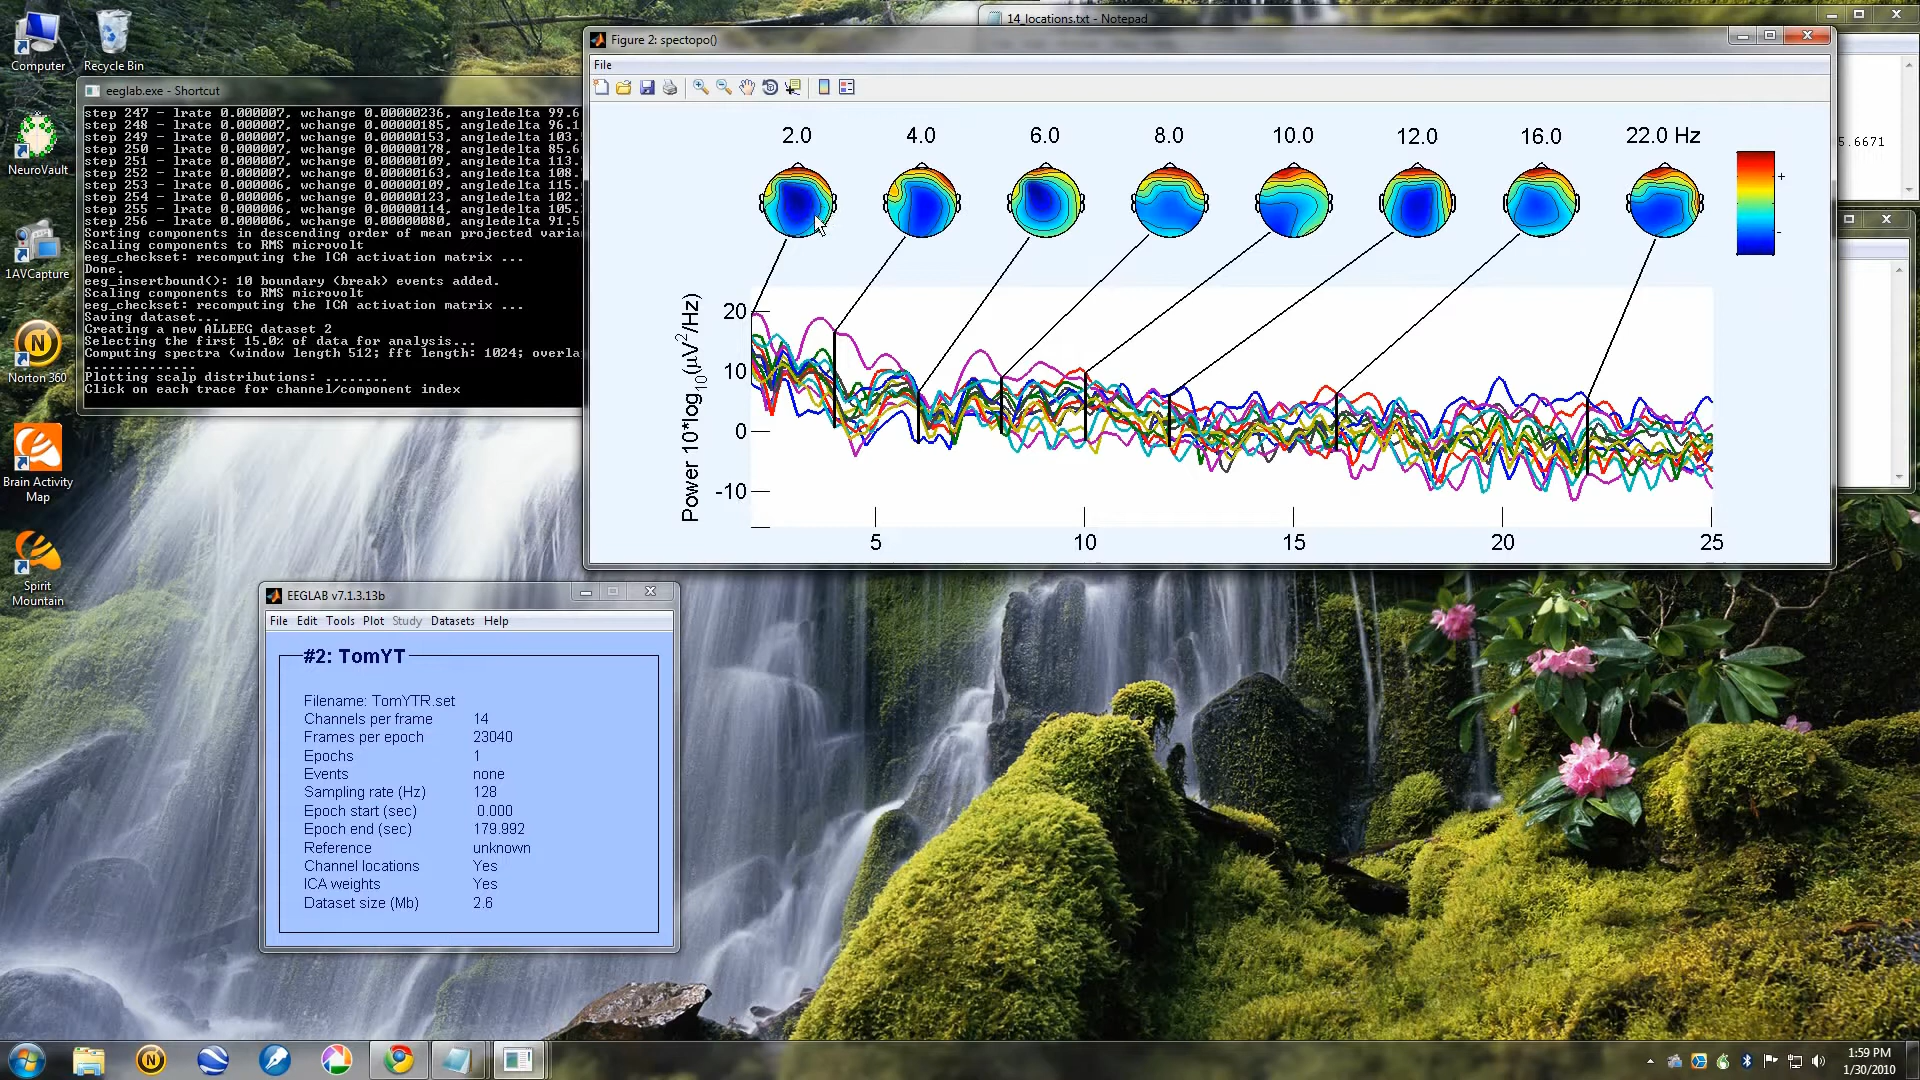 Computer
Recycle Bin
NeuroVault
1AVCapture
Norton 360
Brain Activity
Map
Spirit
Mountain
14_locations.txt - Notepad
5.6671
eeglab.exe - Shortcut
step 247 - lrate 0.000007, wchange 0.00000236, angledelta 99.6
step 248 - lrate 0.000007, wchange 0.00000185, angledelta 96.1
step 249 - lrate 0.000007, wchange 0.00000153, angledelta 103.
step 250 - lrate 0.000007, wchange 0.00000178, angledelta 85.6
step 251 - lrate 0.000007, wchange 0.00000109, angledelta 113.
step 252 - lrate 0.000007, wchange 0.00000163, angledelta 108.
step 253 - lrate 0.000006, wchange 0.00000109, angledelta 115.
step 254 - lrate 0.000006, wchange 0.00000123, angledelta 102.
step 255 - lrate 0.000006, wchange 0.00000114, angledelta 105.
step 256 - lrate 0.000006, wchange 0.00000080, angledelta 91.5
Sorting components in descending order of mean projected varia
Scaling components to RMS microvolt
eeg_checkset: recomputing the ICA activation matrix ...
Done.
eeg_insertbound(): 10 boundary (break) events added.
Scaling components to RMS microvolt
eeg_checkset: recomputing the ICA activation matrix ...
Saving dataset...
Creating a new ALLEEG dataset 2
Selecting the first 15.0% of data for analysis...
Computing spectra (window length 512; fft length: 1024; overla
..............
Plotting scalp distributions: ........
Click on each trace for channel/component index
Figure 2: spectopo()
File
2.0 4.0 6.0 8.0 10.0 12.0 16.0 22.0 Hz
+
-
Power 10*log10(μV2/Hz)
20
10
0
-10
5 10 15 20 25
EEGLAB v7.1.3.13b
File Edit Tools Plot Study Datasets Help
#2: TomYT
Filename: TomYTR.set
Channels per frame 14
Frames per epoch 23040
Epochs 1
Events none
Sampling rate (Hz) 128
Epoch start (sec) 0.000
Epoch end (sec) 179.992
Reference unknown
Channel locations Yes
ICA weights Yes
Dataset size (Mb) 2.6
1:59 PM
1/30/2010